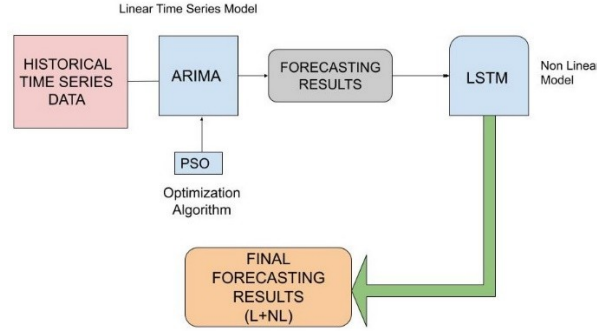 Linear Time Series Model
HISTORICAL
TIME SERIES
DATA
ARIMA
FORECASTING
RESULTS
LSTM
Non Linear
Model
PSO
Optimization
Algorithm
FINAL
FORECASTING
RESULTS
(L+NL)